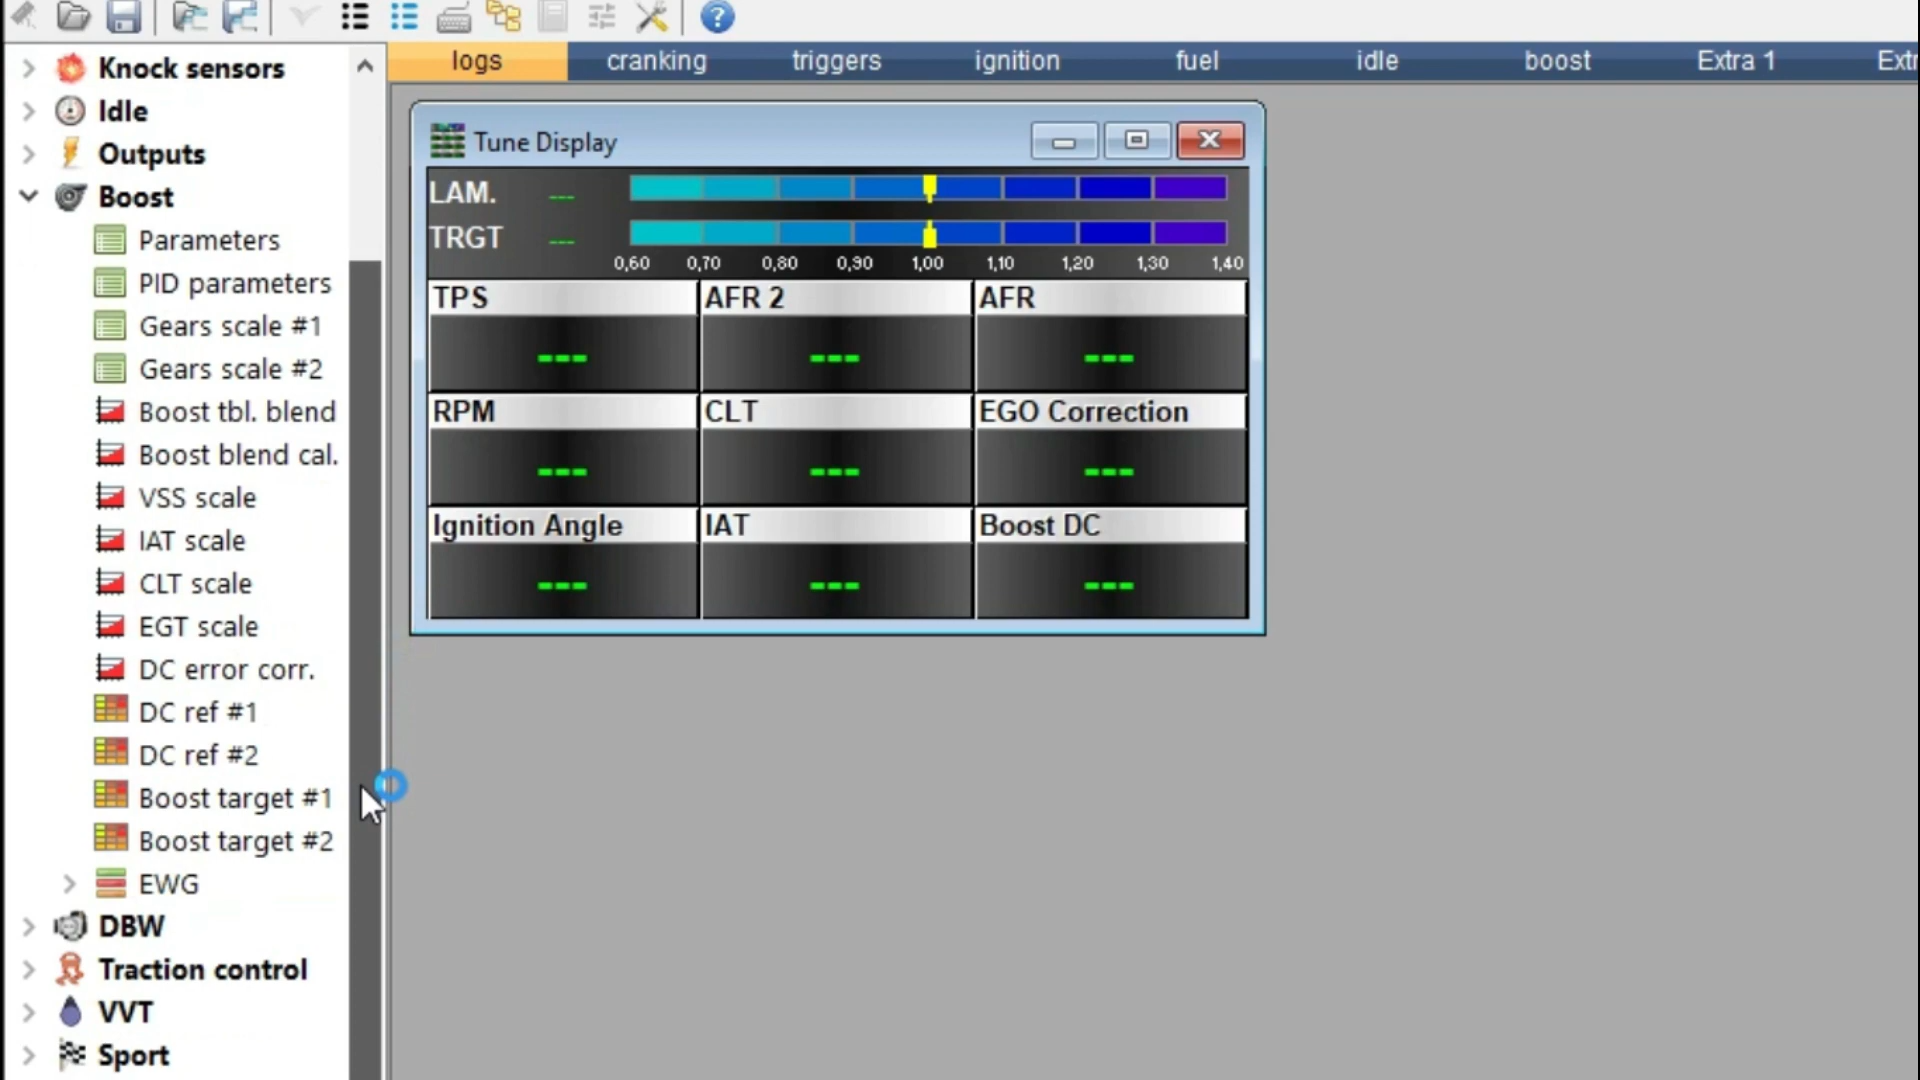 logs
cranking
triggers
ignition
fuel
idle
boost
Extra 1
Extr
Knock sensors
Idle
Outputs
Boost
Parameters
PID parameters
Gears scale #1
Gears scale #2
Boost tbl. blend
Boost blend cal.
VSS scale
IAT scale
CLT scale
EGT scale
DC error corr.
DC ref #1
DC ref #2
Boost target #1
Boost target #2
EWG
DBW
Traction control
VVT
Sport
Tune Display
LAM. ---
TRGT ---
0,60 0,70 0,80 0,90 1,00 1,10 1,20 1,30 1,40
TPS AFR 2 AFR
--- --- ---
RPM CLT EGO Correction
--- --- ---
Ignition Angle IAT Boost DC
--- --- ---